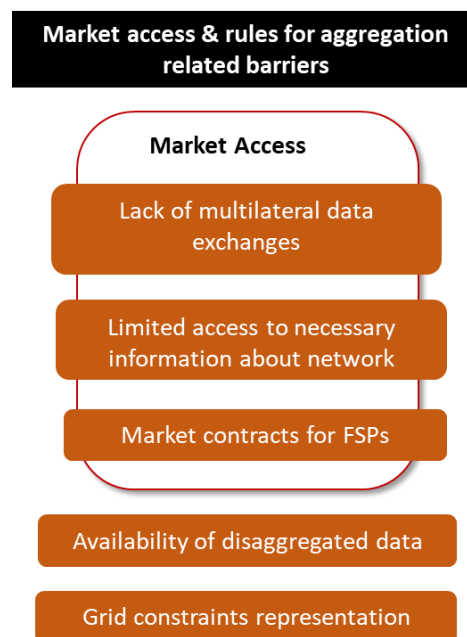 Market access & rules for aggregation
related barriers
Market Access
Lack of multilateral data
exchanges
Limited access to necessary
information about network
Market contracts for FSPs
Availability of disaggregated data
Grid constraints representation